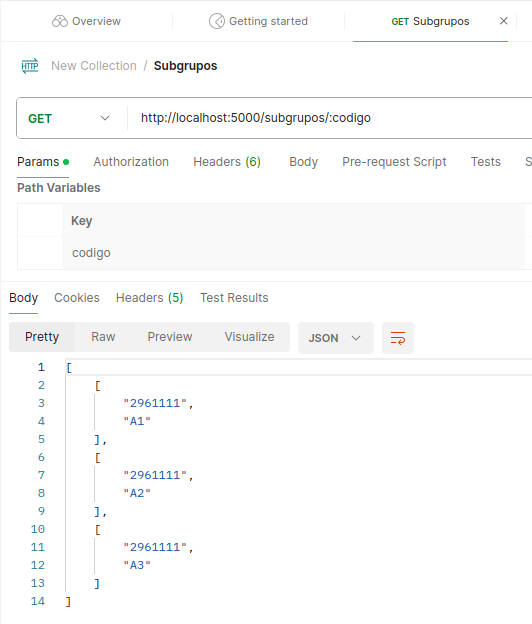 Overview
Getting started
GET Subgrupos
HTTP New Collection / Subgrupos
GET http://localhost:5000/subgrupos/:codigo
Params Authorization Headers (6) Body Pre-request Script Tests S
Path Variables
Key
codigo
Body Cookies Headers (5) Test Results
Pretty Raw Preview Visualize JSON
1 [
2 [
3 "2961111",
4 "A1"
5 ],
6 [
7 "2961111",
8 "A2"
9 ],
10 [
11 "2961111",
12 "A3"
13 ]
14 ]